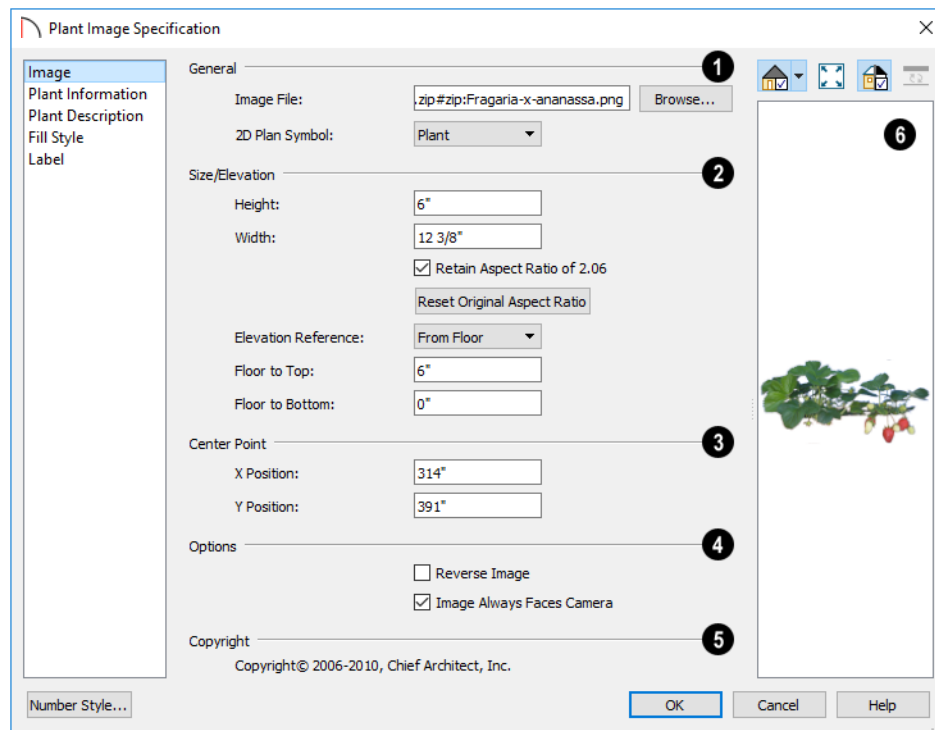 Plant Image Specification
Image
Plant Information
Plant Description
Fill Style
Label
General
1
Image File:
.zip#zip:Fragaria-x-ananassa.png
Browse...
2D Plan Symbol:
Plant
Size/Elevation
2
Height:
6"
Width:
12 3/8"
Retain Aspect Ratio of 2.06
Reset Original Aspect Ratio
Elevation Reference:
From Floor
Floor to Top:
6"
Floor to Bottom:
0"
Center Point
3
X Position:
314"
Y Position:
391"
Options
4
Reverse Image
Image Always Faces Camera
Copyright
5
Copyright© 2006-2010, Chief Architect, Inc.
6
Number Style...
OK
Cancel
Help